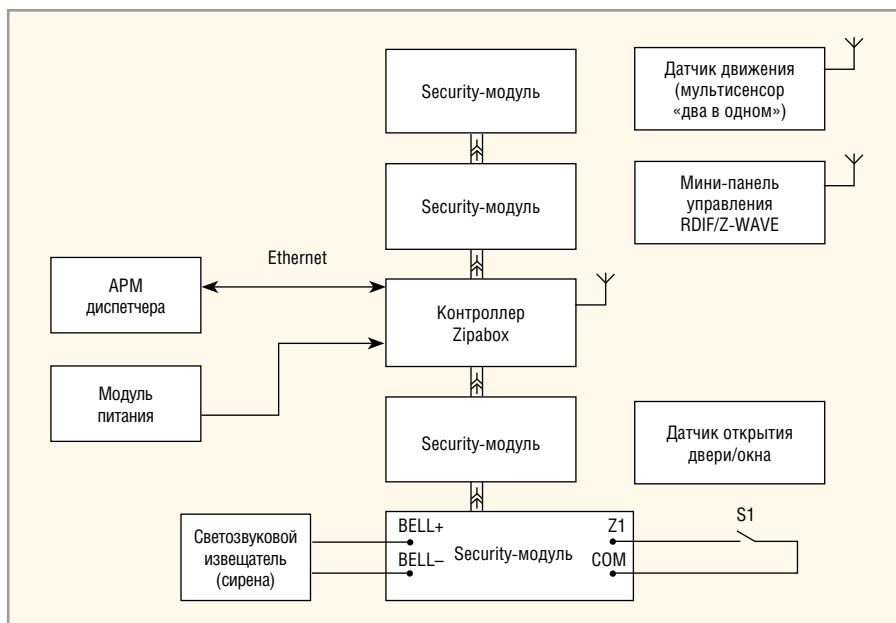 Security-модуль
Датчик движения
(мультисенсор
«два в одном»)
Security-модуль
Мини-панель
управления
RDIF/Z-WAVE
Ethernet
АРМ
диспетчера
Контроллер
Zipabox
Модуль
питания
Security-модуль
Датчик открытия
двери/окна
Светозвуковой
извещатель
(сирена)
BELL+
BELL–
Security-модуль
Z1
COM
S1